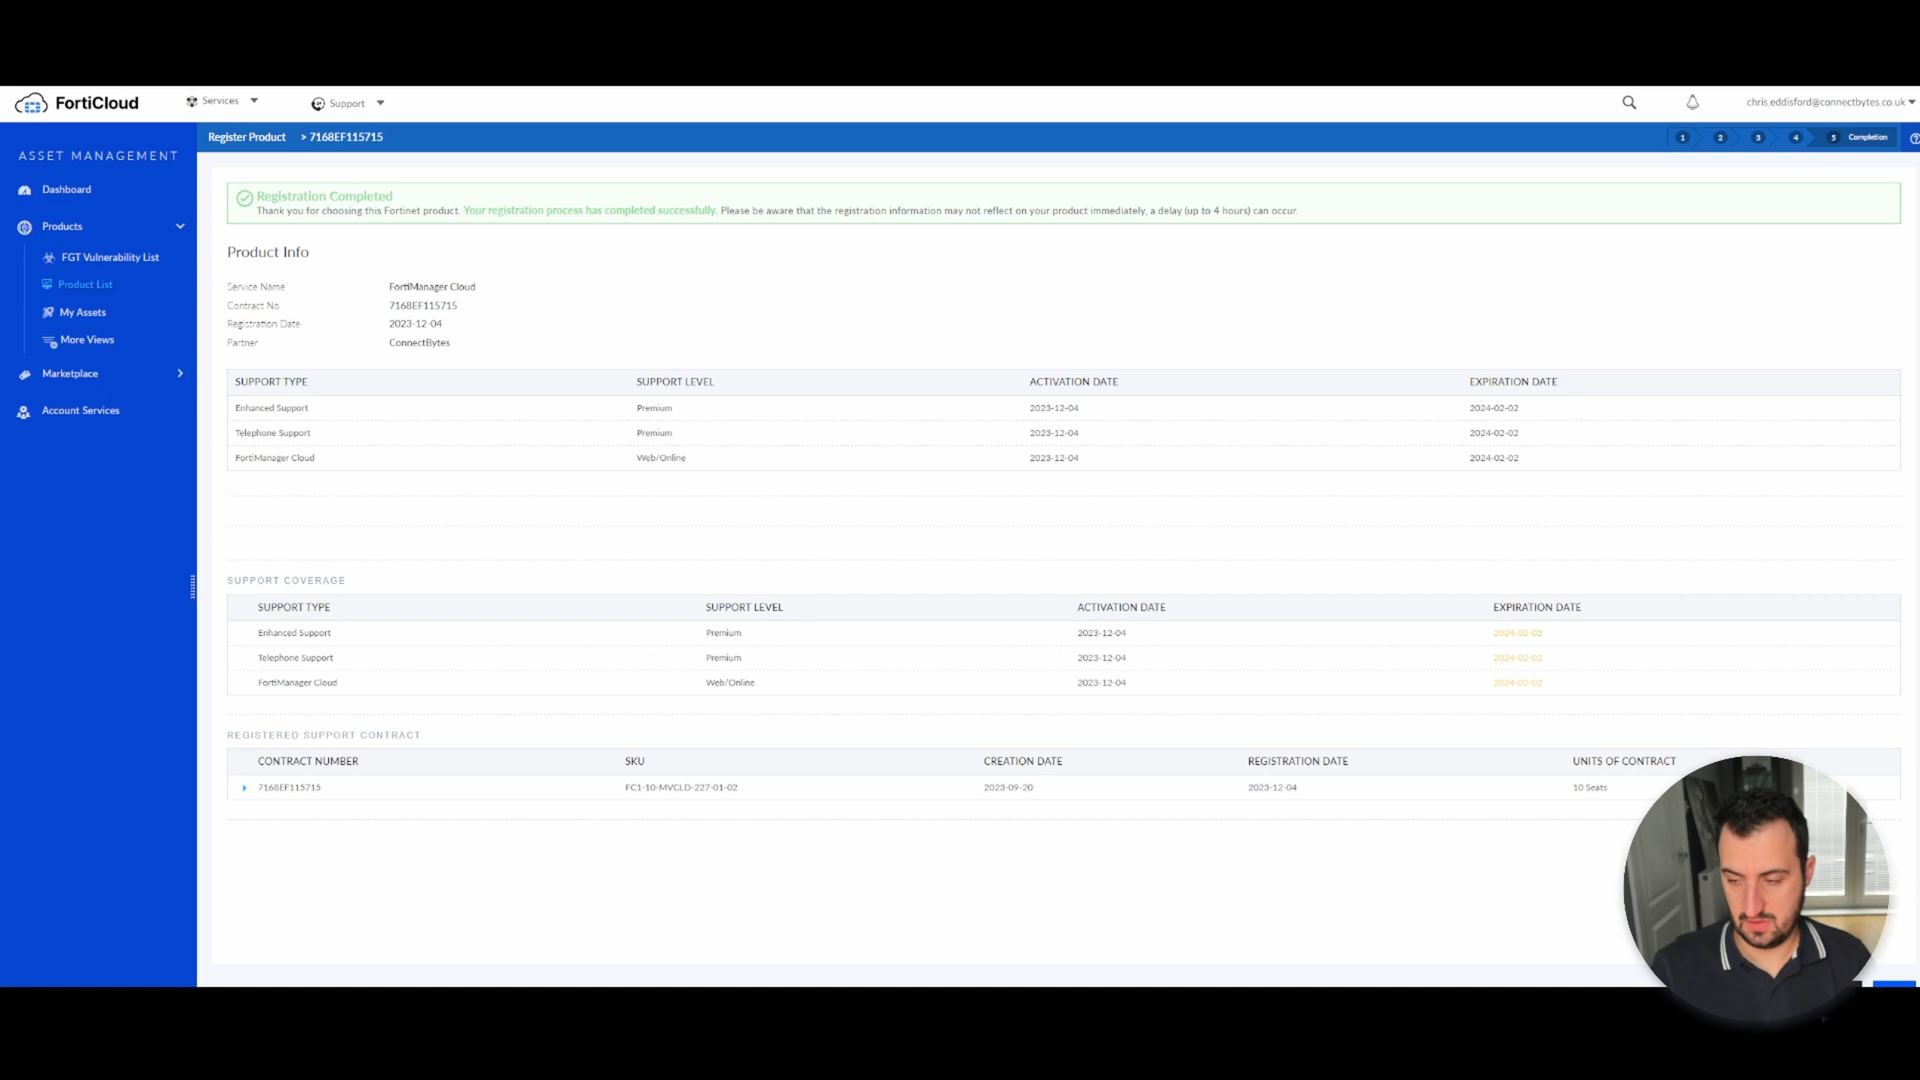 FortiCloud
Services
Support
chris.eddisford@connectbytes.co.uk
ASSET MANAGEMENT
Register Product > 7168EF115715
1 2 3 4 5 Completion
Dashboard
Products
FGT Vulnerability List
Product List
My Assets
More Views
Marketplace
Account Services
Registration Completed
Thank you for choosing this Fortinet product. Your registration process has completed successfully. Please be aware that the registration information may not reflect on your product immediately, a delay (up to 4 hours) can occur.
Product Info
Service Name FortiManager Cloud
Contract No 7168EF115715
Registration Date 2023-12-04
Partner ConnectBytes
SUPPORT TYPE SUPPORT LEVEL ACTIVATION DATE EXPIRATION DATE
Enhanced Support Premium 2023-12-04 2024-02-02
Telephone Support Premium 2023-12-04 2024-02-02
FortiManager Cloud Web/Online 2023-12-04 2024-02-02
SUPPORT COVERAGE
SUPPORT TYPE SUPPORT LEVEL ACTIVATION DATE EXPIRATION DATE
Enhanced Support Premium 2023-12-04 2024-02-02
Telephone Support Premium 2023-12-04 2024-02-02
FortiManager Cloud Web/Online 2023-12-04 2024-02-02
REGISTERED SUPPORT CONTRACT
CONTRACT NUMBER SKU CREATION DATE REGISTRATION DATE UNITS OF CONTRACT
7168EF115715 FC1-10-MVCLD-227-01-02 2023-09-20 2023-12-04 10 Seats